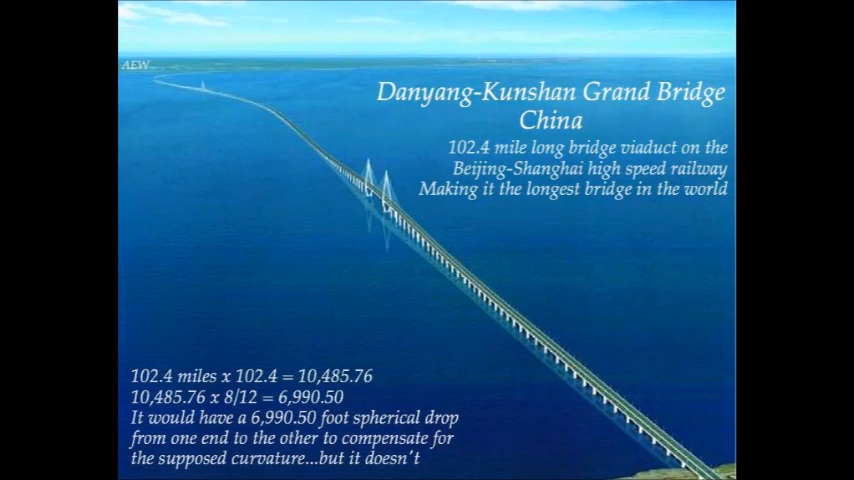 AEW
Danyang-Kunshan Grand Bridge
China
102.4 mile long bridge viaduct on the
Beijing-Shanghai high speed railway
Making it the longest bridge in the world
102.4 miles x 102.4 = 10,485.76
10,485.76 x 8/12 = 6,990.50
It would have a 6,990.50 foot spherical drop
from one end to the other to compensate for
the supposed curvature...but it doesn't